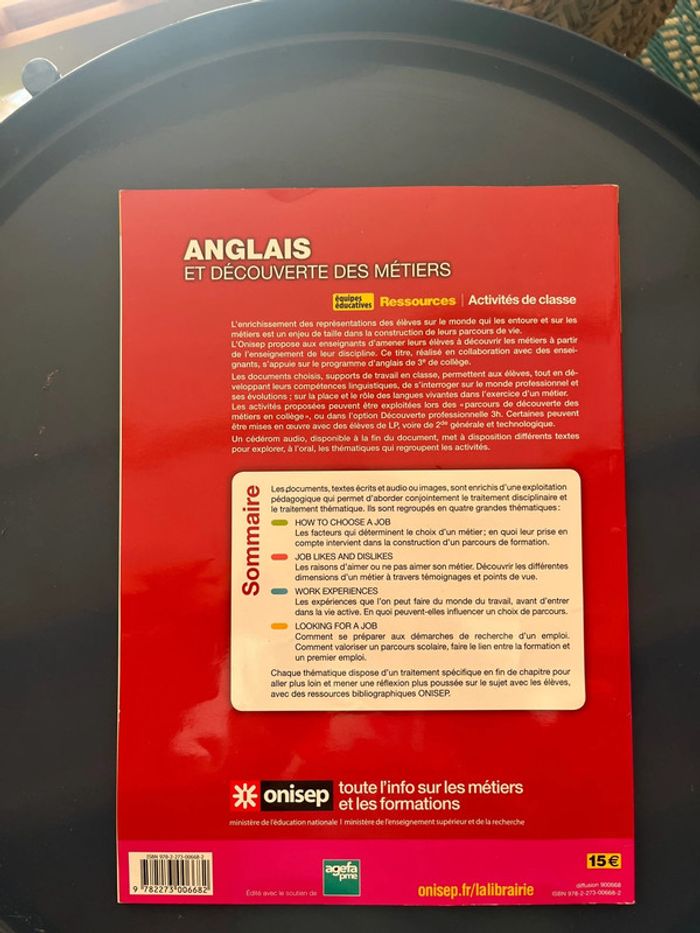 ANGLAIS
ET DÉCOUVERTE DES MÉTIERS
équipes
éducatives
Ressources | Activités de classe
L'enrichissement des représentations des élèves sur le monde qui les entoure et sur les
métiers est un enjeu de taille dans la construction de leurs parcours de vie.
L'Onisep propose aux enseignants d'amener leurs élèves à découvrir les métiers à partir
de l'enseignement de leur discipline. Ce titre, réalisé en collaboration avec des ensei-
gnants, s'appuie sur le programme d'anglais de 3e de collège.
Les documents choisis, supports de travail en classe, permettent aux élèves, tout en dé-
veloppant leurs compétences linguistiques, de s'interroger sur le monde professionnel et
ses évolutions ; sur la place et le rôle des langues vivantes dans l'exercice d'un métier.
Les activités proposées peuvent être exploitées lors des «parcours de découverte des
métiers en collège», ou dans l'option Découverte professionnelle 3h. Certaines peuvent
être mises en œuvre avec des élèves de LP, voire de 2de générale et technologique.
Un cédérom audio, disponible à la fin du document, met à disposition différents textes
pour explorer, à l'oral, les thématiques qui regroupent les activités.
Sommaire
Les documents, textes écrits et audio ou images, sont enrichis d'une exploitation
pédagogique qui permet d'aborder conjointement le traitement disciplinaire et
le traitement thématique. Ils sont regroupés en quatre grandes thématiques :
HOW TO CHOOSE A JOB
Les facteurs qui déterminent le choix d'un métier ; en quoi leur prise en
compte intervient dans la construction d'un parcours de formation.
JOB LIKES AND DISLIKES
Les raisons d'aimer ou ne pas aimer son métier. Découvrir les différentes
dimensions d'un métier à travers témoignages et points de vue.
WORK EXPERIENCES
Les expériences que l'on peut faire du monde du travail, avant d'entrer
dans la vie active. En quoi peuvent-elles influencer un choix de parcours.
LOOKING FOR A JOB
Comment se préparer aux démarches de recherche d'un emploi.
Comment valoriser un parcours scolaire, faire le lien entre la formation et
un premier emploi.
Chaque thématique dispose d'un traitement spécifique en fin de chapitre pour
aller plus loin et mener une réflexion plus poussée sur le sujet avec les élèves,
avec des ressources bibliographiques ONISEP.
onisep
toute l'info sur les métiers
et les formations
ministère de l'éducation nationale | ministère de l'enseignement supérieur et de la recherche
ISBN 978-2-273-00668-2
9 782273 006682
Édité avec le soutien de
agefa
pme
onisep.fr/lalibrairie
15 €
diffusion 900668
ISBN 978-2-273-00668-2